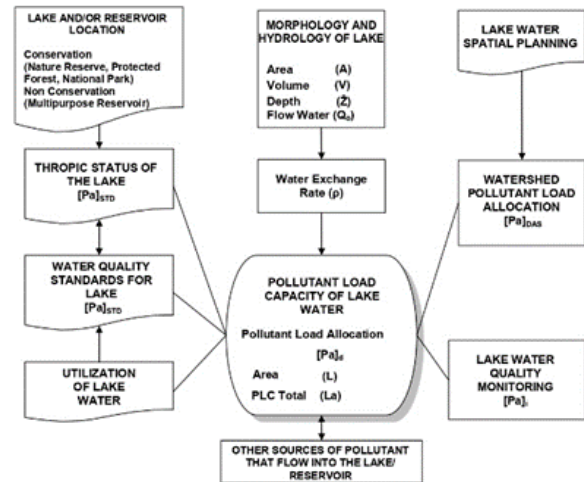 LAKE AND/OR RESERVOIR
LOCATION
Conservation
(Nature Reserve, Protected
Forest, National Park)
Non Conservation
(Multipurpose Reservoir)
THROPIC STATUS OF
THE LAKE
[Pa]STD
WATER QUALITY
STANDARDS FOR
LAKE
[Pa]STD
UTILIZATION
OF LAKE
WATER
MORPHOLOGY AND
HYDROLOGY OF LAKE
Area (A)
Volume (V)
Depth (Ž)
Flow Water (Qo)
Water Exchange
Rate (ρ)
POLLUTANT LOAD
CAPACITY OF LAKE
WATER
Pollutant Load Allocation
[Pa]d
Area (L)
PLC Total (La)
OTHER SOURCES OF POLLUTANT
THAT FLOW INTO THE LAKE/
RESERVOIR
LAKE WATER
SPATIAL PLANNING
WATERSHED
POLLUTANT LOAD
ALLOCATION
[Pa]DAS
LAKE WATER
QUALITY
MONITORING
[Pa]i